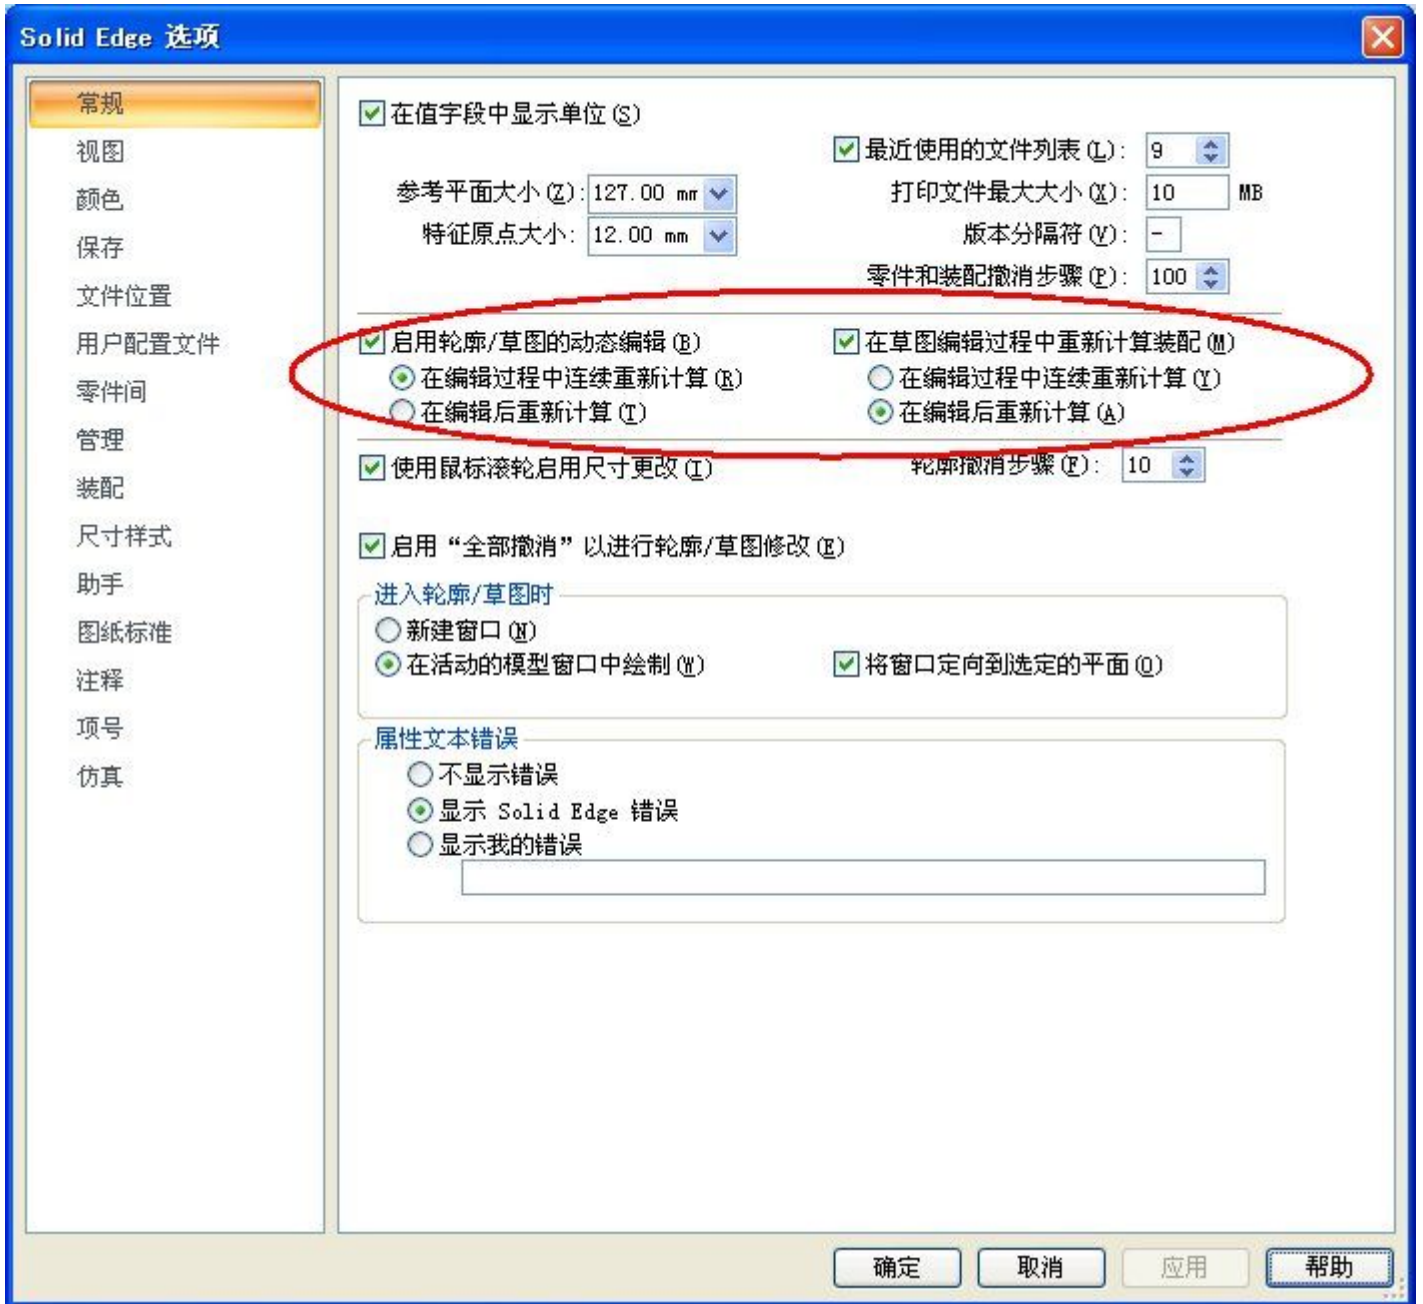 Solid Edge 选项
常规
视图
颜色
保存
文件位置
用户配置文件
零件间
管理
装配
尺寸样式
助手
图纸标准
注释
项号
仿真
在值字段中显示单位(S)
最近使用的文件列表(L): 9
参考平面大小(Z): 127.00 mm
打印文件最大大小(X): 10 MB
特征原点大小: 12.00 mm
版本分隔符(V): -
零件和装配撤消步骤(P): 100
启用轮廓/草图的动态编辑(B)
在草图编辑过程中重新计算装配(M)
在编辑过程中连续重新计算(R)
在编辑过程中连续重新计算(Y)
在编辑后重新计算(T)
在编辑后重新计算(A)
使用鼠标滚轮启用尺寸更改(I)
轮廓撤消步骤(F): 10
启用“全部撤消”以进行轮廓/草图修改(E)
进入轮廓/草图时
新建窗口(N)
在活动的模型窗口中绘制(W)
将窗口定向到选定的平面(O)
属性文本错误
不显示错误
显示 Solid Edge 错误
显示我的错误
确定 取消 应用 帮助